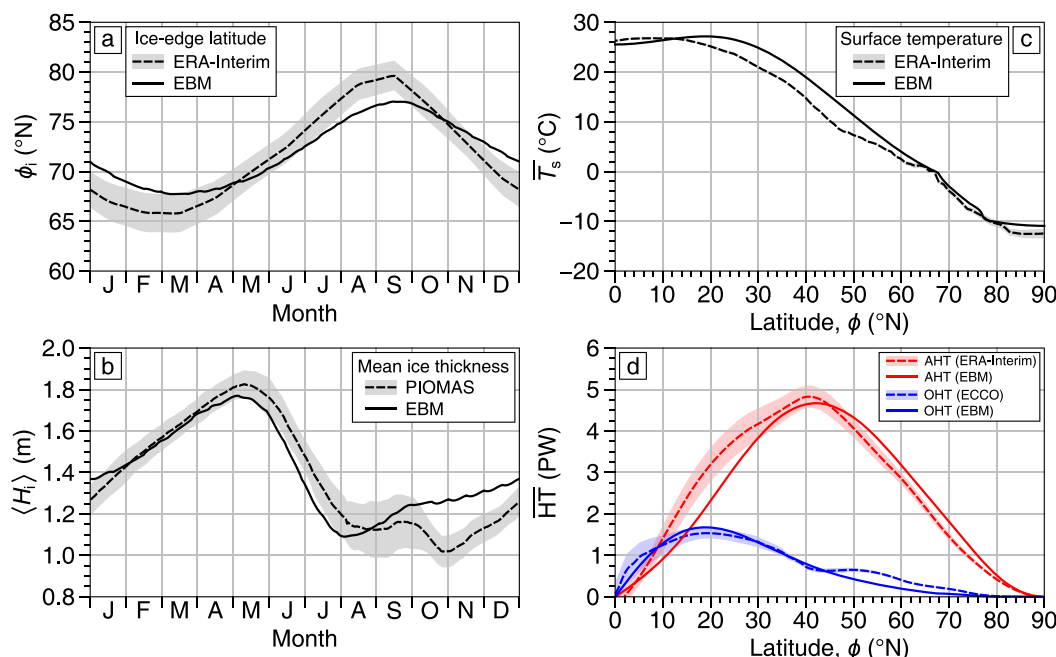 a
Ice-edge latitude
ERA-Interim
EBM
85
80
75
70
65
60
ϕi (°N)
J F M A M J J A S O N D
Month
c
Surface temperature
ERA-Interim
EBM
30
20
10
0
−10
−20
T̅s (°C)
0 10 20 30 40 50 60 70 80 90
Latitude, ϕ (°N)
b
Mean ice thickness
PIOMAS
EBM
2.0
1.8
1.6
1.4
1.2
1.0
0.8
⟨Hi⟩ (m)
J F M A M J J A S O N D
Month
d
AHT (ERA-Interim)
AHT (EBM)
OHT (ECCO)
OHT (EBM)
6
5
4
3
2
1
0
H̅T̅ (PW)
0 10 20 30 40 50 60 70 80 90
Latitude, ϕ (°N)